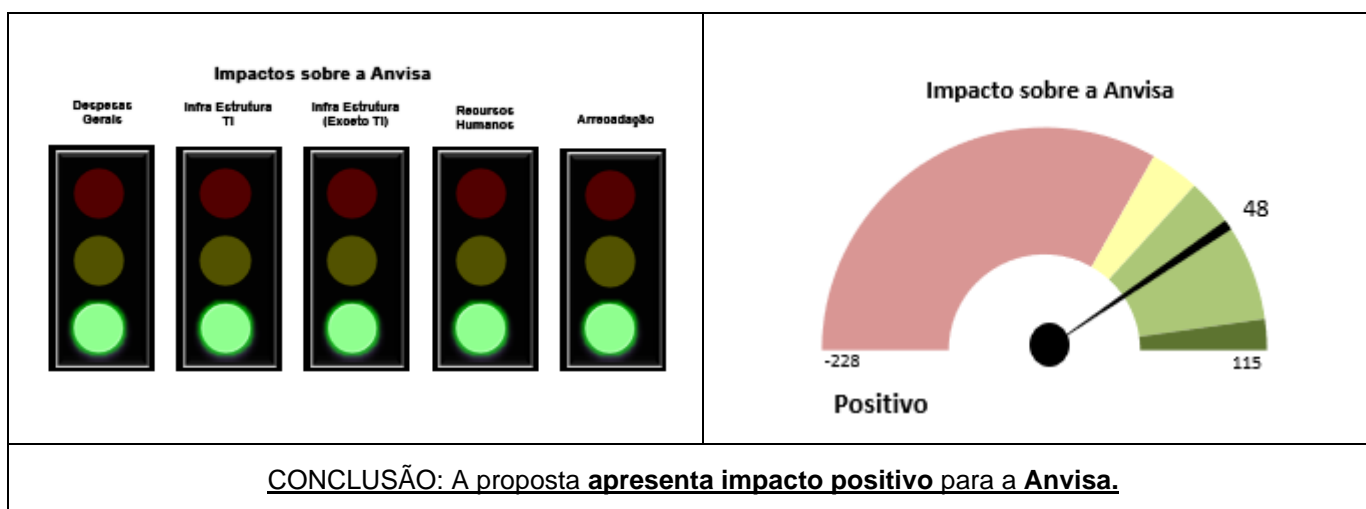 Impactos sobre a Anvisa
Despesas
Gerais
Infra Estrutura
TI
Infra Estrutura
(Exceto TI)
Recursos
Humanos
Arrecadação
Impacto sobre a Anvisa
48
-228
115
Positivo
CONCLUSÃO: A proposta apresenta impacto positivo para a Anvisa.